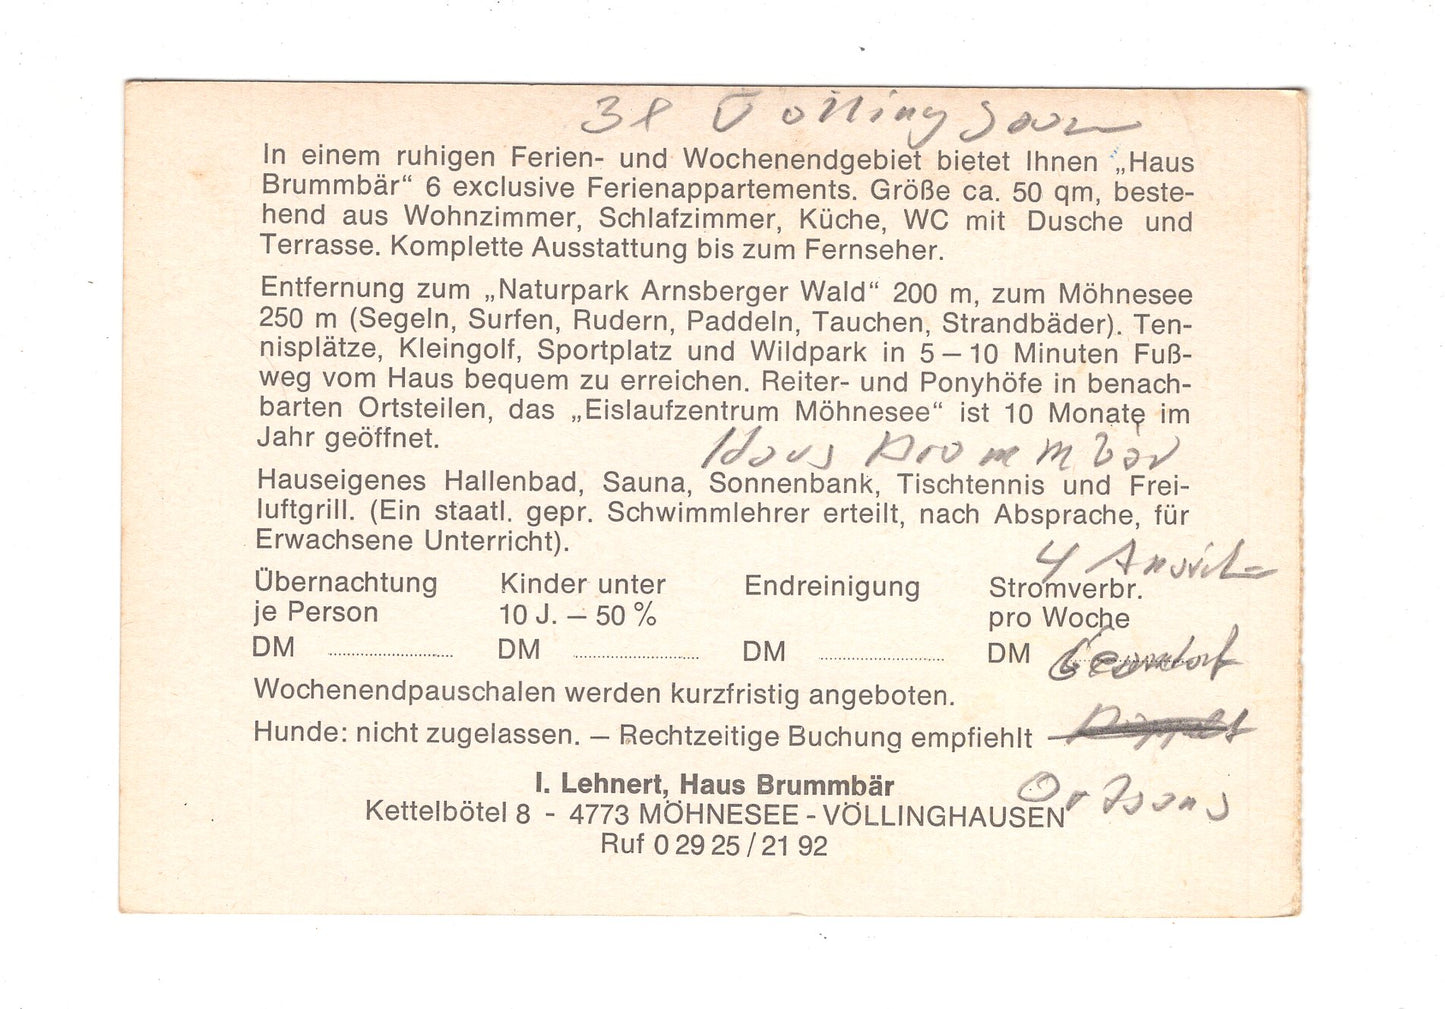 In einem ruhigen Ferien- und Wochenendgebiet bietet Ihnen „Haus
Brummbär“ 6 exclusive Ferienappartements. Größe ca. 50 qm, beste-
hend aus Wohnzimmer, Schlafzimmer, Küche, WC mit Dusche und
Terrasse. Komplette Ausstattung bis zum Fernseher.
Entfernung zum „Naturpark Arnsberger Wald“ 200 m, zum Möhnesee
250 m (Segeln, Surfen, Rudern, Paddeln, Tauchen, Strandbäder). Ten-
nisplätze, Kleingolf, Sportplatz und Wildpark in 5 – 10 Minuten Fuß-
weg vom Haus bequem zu erreichen. Reiter- und Ponyhöfe in benach-
barten Ortsteilen, das „Eislaufzentrum Möhnesee“ ist 10 Monate im
Jahr geöffnet.
Haus
Hauseigenes Hallenbad, Sauna, Sonnenbank, Tischtennis und Frei-
luftgrill. (Ein staatl. gepr. Schwimmlehrer erteilt, nach Absprache, für
Erwachsene Unterricht).
4
Übernachtung Kinder unter Endreinigung Stromverbr.
je Person 10 J. – 50 % pro Woche
DM .................... DM .................... DM .................... DM
Wochenendpauschalen werden kurzfristig angeboten.
Hunde: nicht zugelassen. – Rechtzeitige Buchung empfiehlt
I. Lehnert, Haus Brummbär
Kettelbötel 8 - 4773 MÖHNESEE - VÖLLINGHAUSEN
Ruf 0 29 25 / 21 92